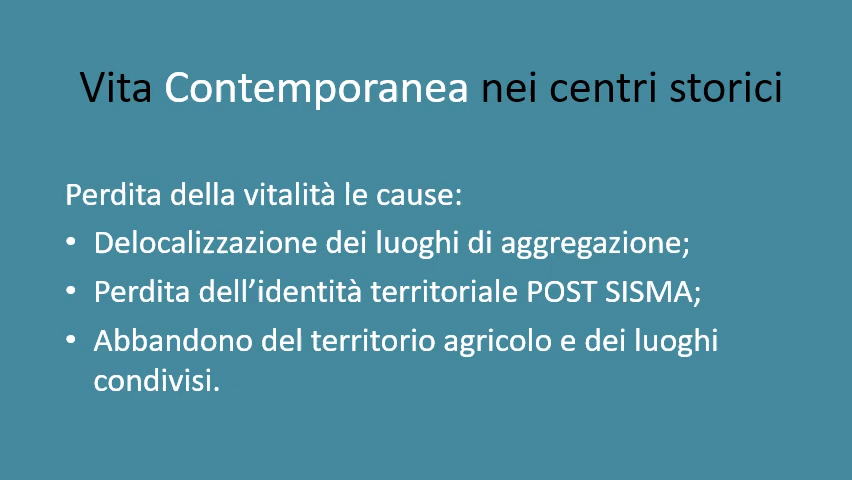 Vita Contemporanea nei centri storici
Perdita della vitalità le cause:
• Delocalizzazione dei luoghi di aggregazione;
• Perdita dell’identità territoriale POST SISMA;
• Abbandono del territorio agricolo e dei luoghi
condivisi.